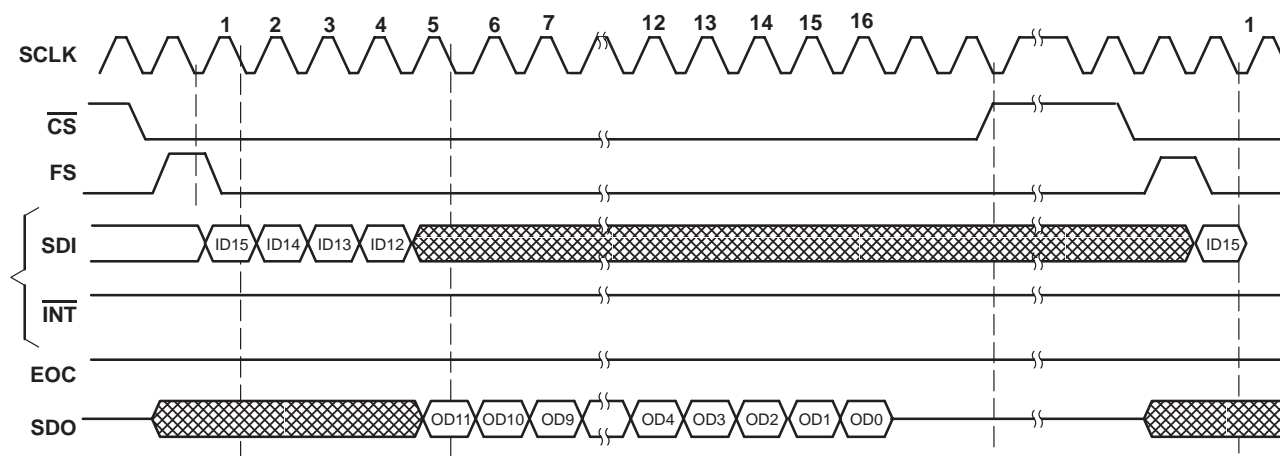 1 2 3 4 5 6 7 12 13 14 15 16 1
SCLK
CS
FS
SDI ID15 ID14 ID13 ID12 ID15
INT
EOC
SDO OD11 OD10 OD9 OD4 OD3 OD2 OD1 OD0